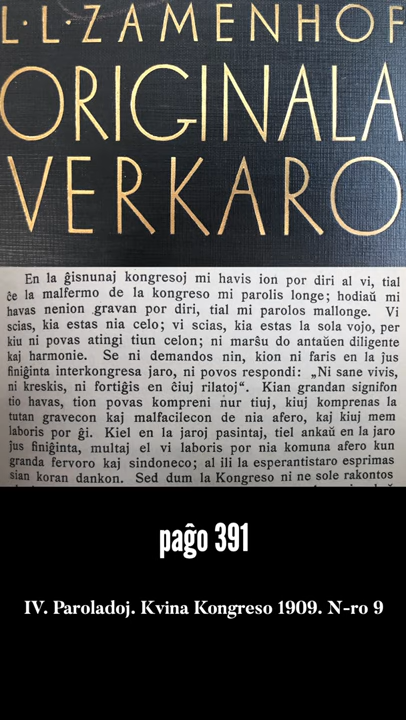 L·L·ZAMENHOF
ORIGINALA
VERKARO
En la ĝisnunaj kongresoj mi havis ion por diri al vi, tial
ĉe la malfermo de la kongreso mi parolis longe; hodiaŭ mi
havas nenion gravan por diri, tial mi parolos mallonge. Vi
scias, kia estas nia celo; vi scias, kia estas la sola vojo, per
kiu ni povas atingi tiun celon; ni marŝu do antaŭen diligente
kaj harmonie. Se ni demandos nin, kion ni faris en la jus
finiĝinta interkongresa jaro, ni povos respondi: „Ni sane vivis,
ni kreskis, ni fortiĝis en ĉiuj rilatoj“. Kian grandan signifon
tio havas, tion povas kompreni nur tiuj, kiuj komprenas la
tutan gravecon kaj malfacilecon de nia afero, kaj kiuj mem
laboris por ĝi. Kiel en la jaroj pasintaj, tiel ankaŭ en la jaro
jus finiĝinta, multaj el vi laboris por nia komuna afero kun
granda fervoro kaj sindoneco; al ili la esperantistaro esprimas
sian koran dankon. Sed dum la Kongreso ni ne sole rakontos
paĝo 391
IV. Paroladoj. Kvina Kongreso 1909. N-ro 9